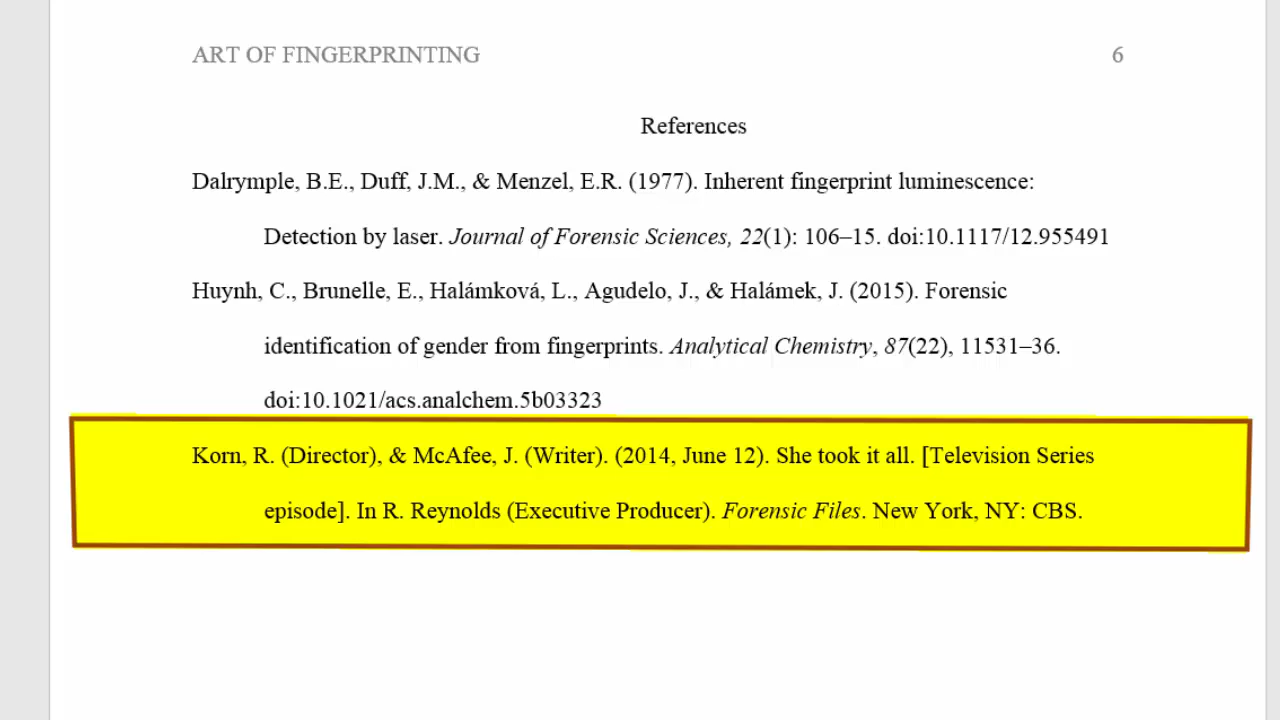 ART OF FINGERPRINTING 6
References
Dalrymple, B.E., Duff, J.M., & Menzel, E.R. (1977). Inherent fingerprint luminescence:
Detection by laser. Journal of Forensic Sciences, 22(1): 106–15. doi:10.1117/12.955491
Huynh, C., Brunelle, E., Halámková, L., Agudelo, J., & Halámek, J. (2015). Forensic
identification of gender from fingerprints. Analytical Chemistry, 87(22), 11531–36.
doi:10.1021/acs.analchem.5b03323
Korn, R. (Director), & McAfee, J. (Writer). (2014, June 12). She took it all. [Television Series
episode]. In R. Reynolds (Executive Producer). Forensic Files. New York, NY: CBS.